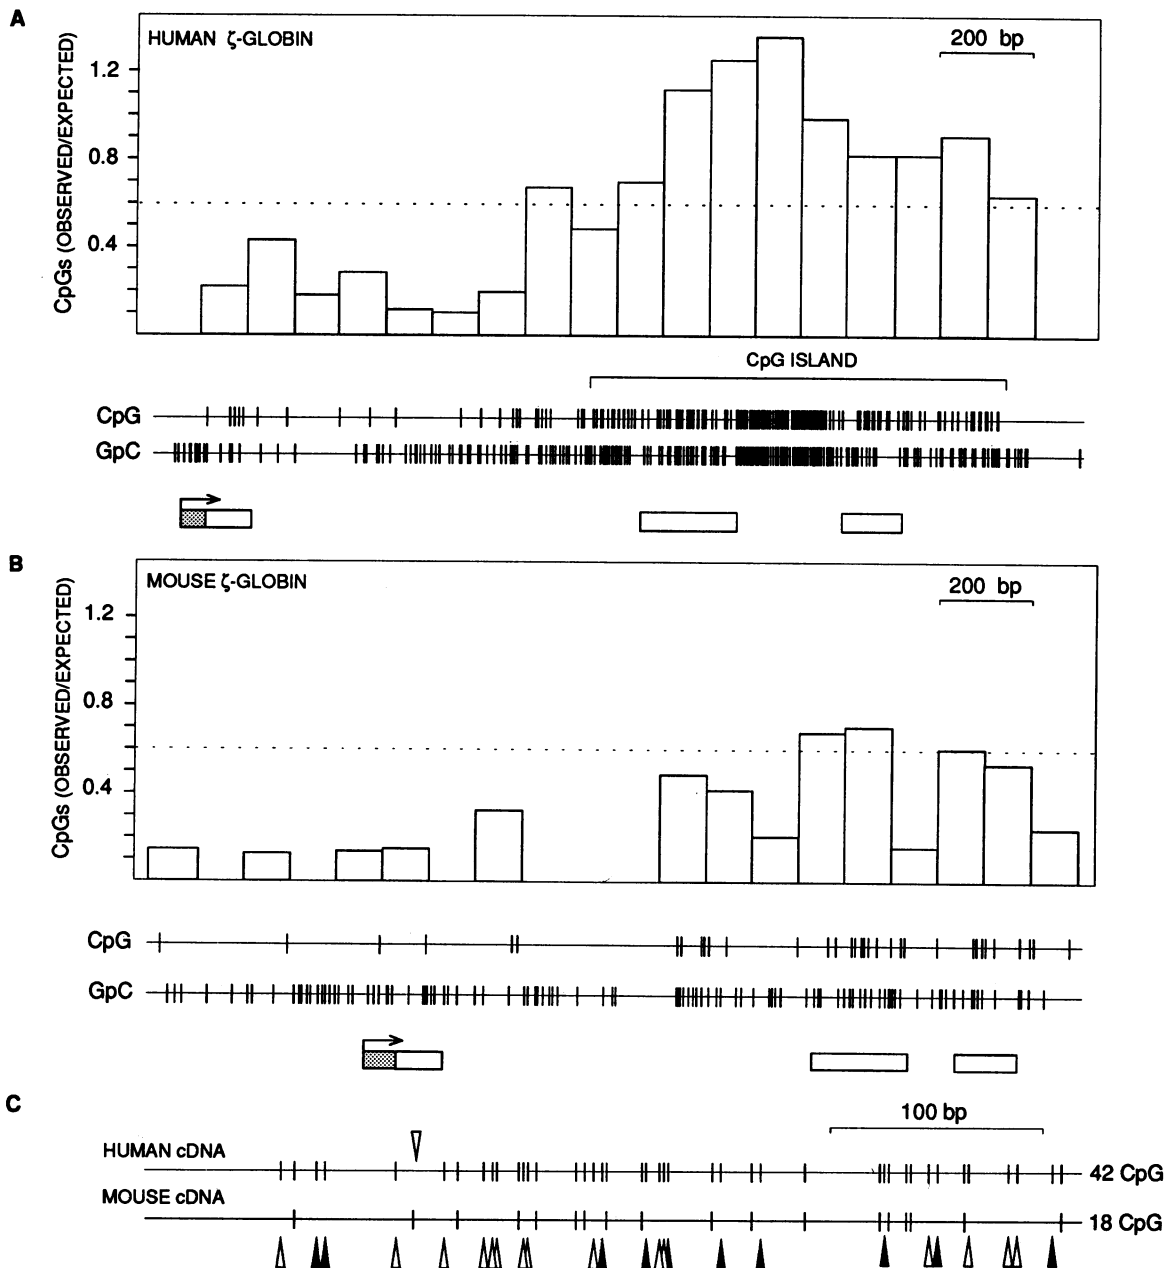 A
HUMAN ζ-GLOBIN
200 bp
CpGs (OBSERVED/EXPECTED)
1.2
0.8
0.4
CpG ISLAND
CpG
GpC
B
MOUSE ζ-GLOBIN
200 bp
CpGs (OBSERVED/EXPECTED)
1.2
0.8
0.4
CpG
GpC
C
100 bp
HUMAN cDNA
42 CpG
MOUSE cDNA
18 CpG